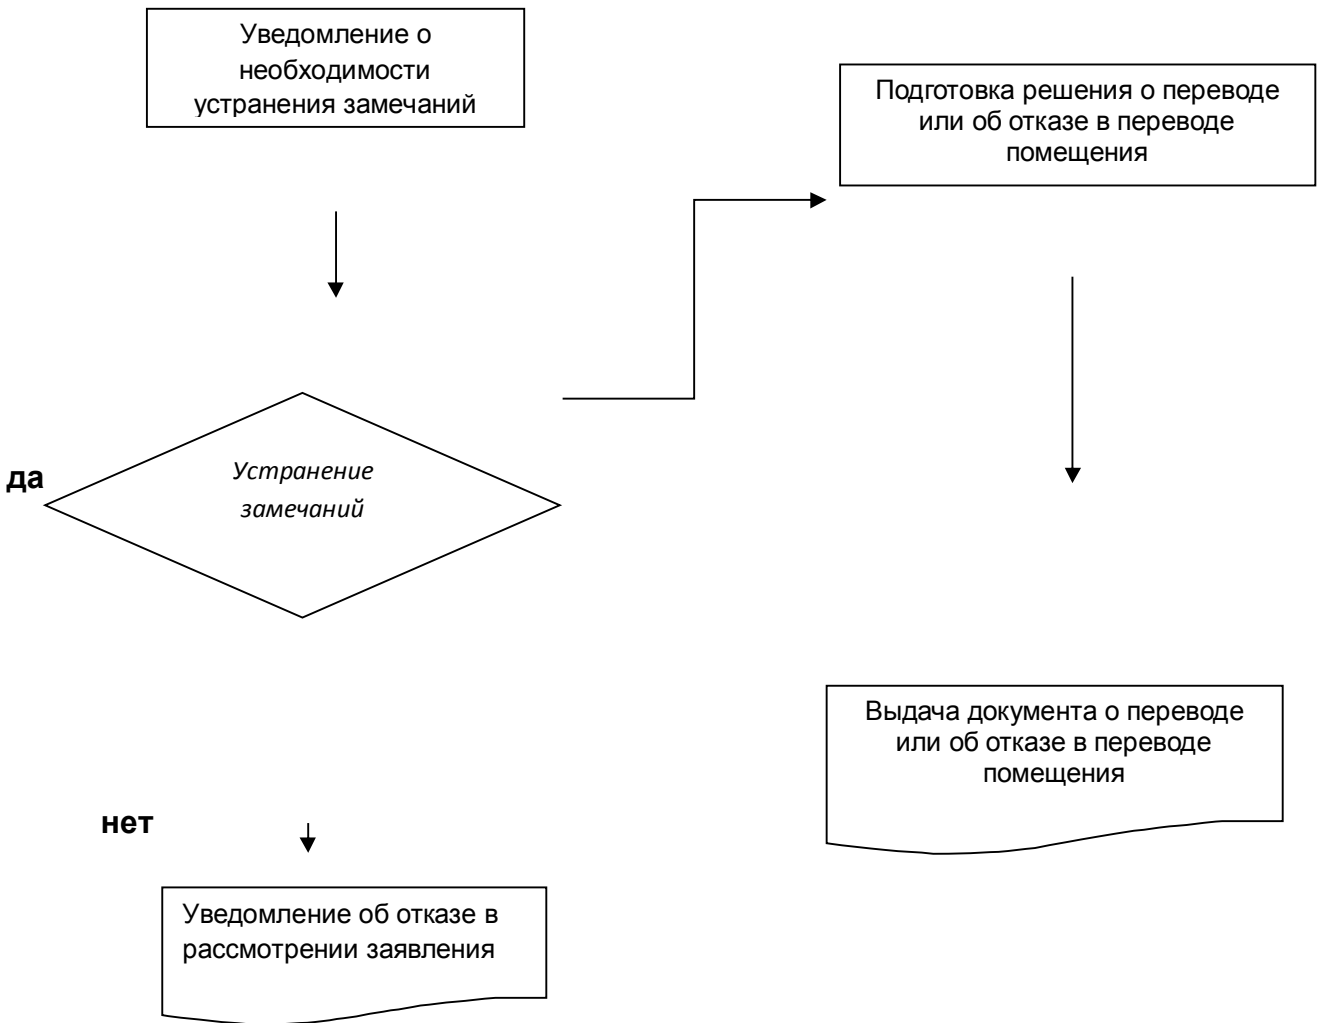 Уведомление о
необходимости
устранения замечаний
Подготовка решения о переводе
или об отказе в переводе
помещения
да
Устранение
замечаний
Выдача документа о переводе
или об отказе в переводе
помещения
нет
Уведомление об отказе в
рассмотрении заявления